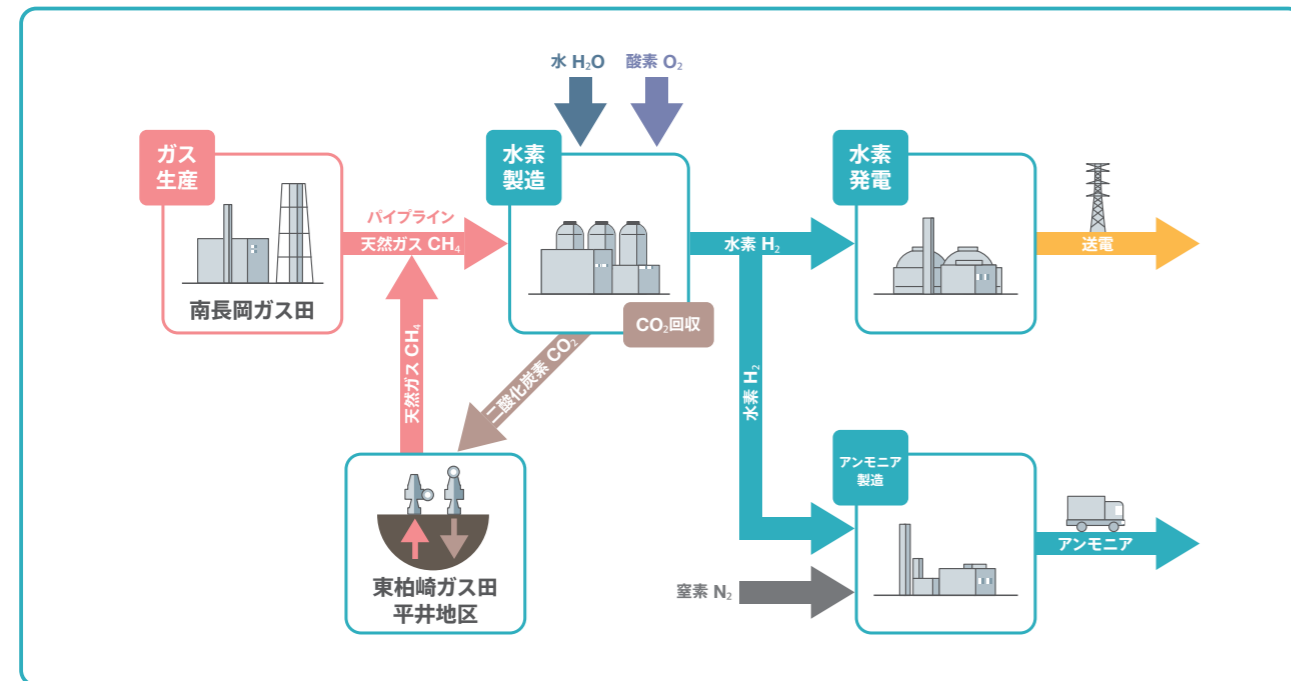 水 H₂O
酸素 O₂
ガス
生産
水素
製造
水素
発電
パイプライン
天然ガス CH₄
水素 H₂
送電
南長岡ガス田
CO₂回収
天然ガス CH₄
二酸化炭素 CO₂
水素 H₂
アンモニア
製造
アンモニア
東柏崎ガス田
平井地区
窒素 N₂